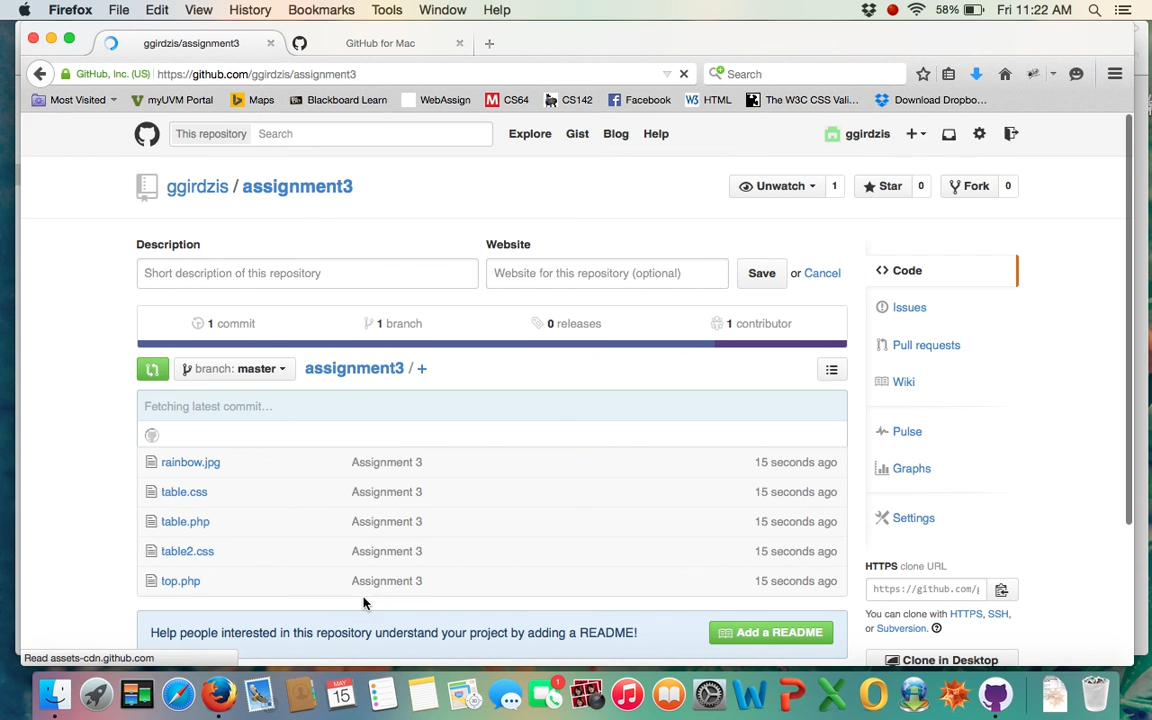 Firefox File Edit View History Bookmarks Tools Window Help 58% Fri 11:22 AM
ggirdzis/assignment3 GitHub for Mac
GitHub, Inc. (US) https://github.com/ggirdzis/assignment3 Search
Most Visited myUVM Portal Maps Blackboard Learn WebAssign CS64 CS142 Facebook HTML The W3C CSS Vali... Download Dropbo...
This repository Search Explore Gist Blog Help ggirdzis
ggirdzis / assignment3 Unwatch 1 Star 0 Fork 0
Description Website
Short description of this repository Website for this repository (optional) Save or Cancel
Code
Issues
1 commit 1 branch 0 releases 1 contributor
Pull requests
branch: master assignment3 / +
Wiki
Fetching latest commit…
Pulse
rainbow.jpg Assignment 3 15 seconds ago
Graphs
table.css Assignment 3 15 seconds ago
table.php Assignment 3 15 seconds ago
Settings
table2.css Assignment 3 15 seconds ago
HTTPS clone URL
top.php Assignment 3 15 seconds ago
https://github.com/
You can clone with HTTPS, SSH,
or Subversion.
Help people interested in this repository understand your project by adding a README! Add a README
Clone in Desktop
Read assets-cdn.github.com
MAY
15
1